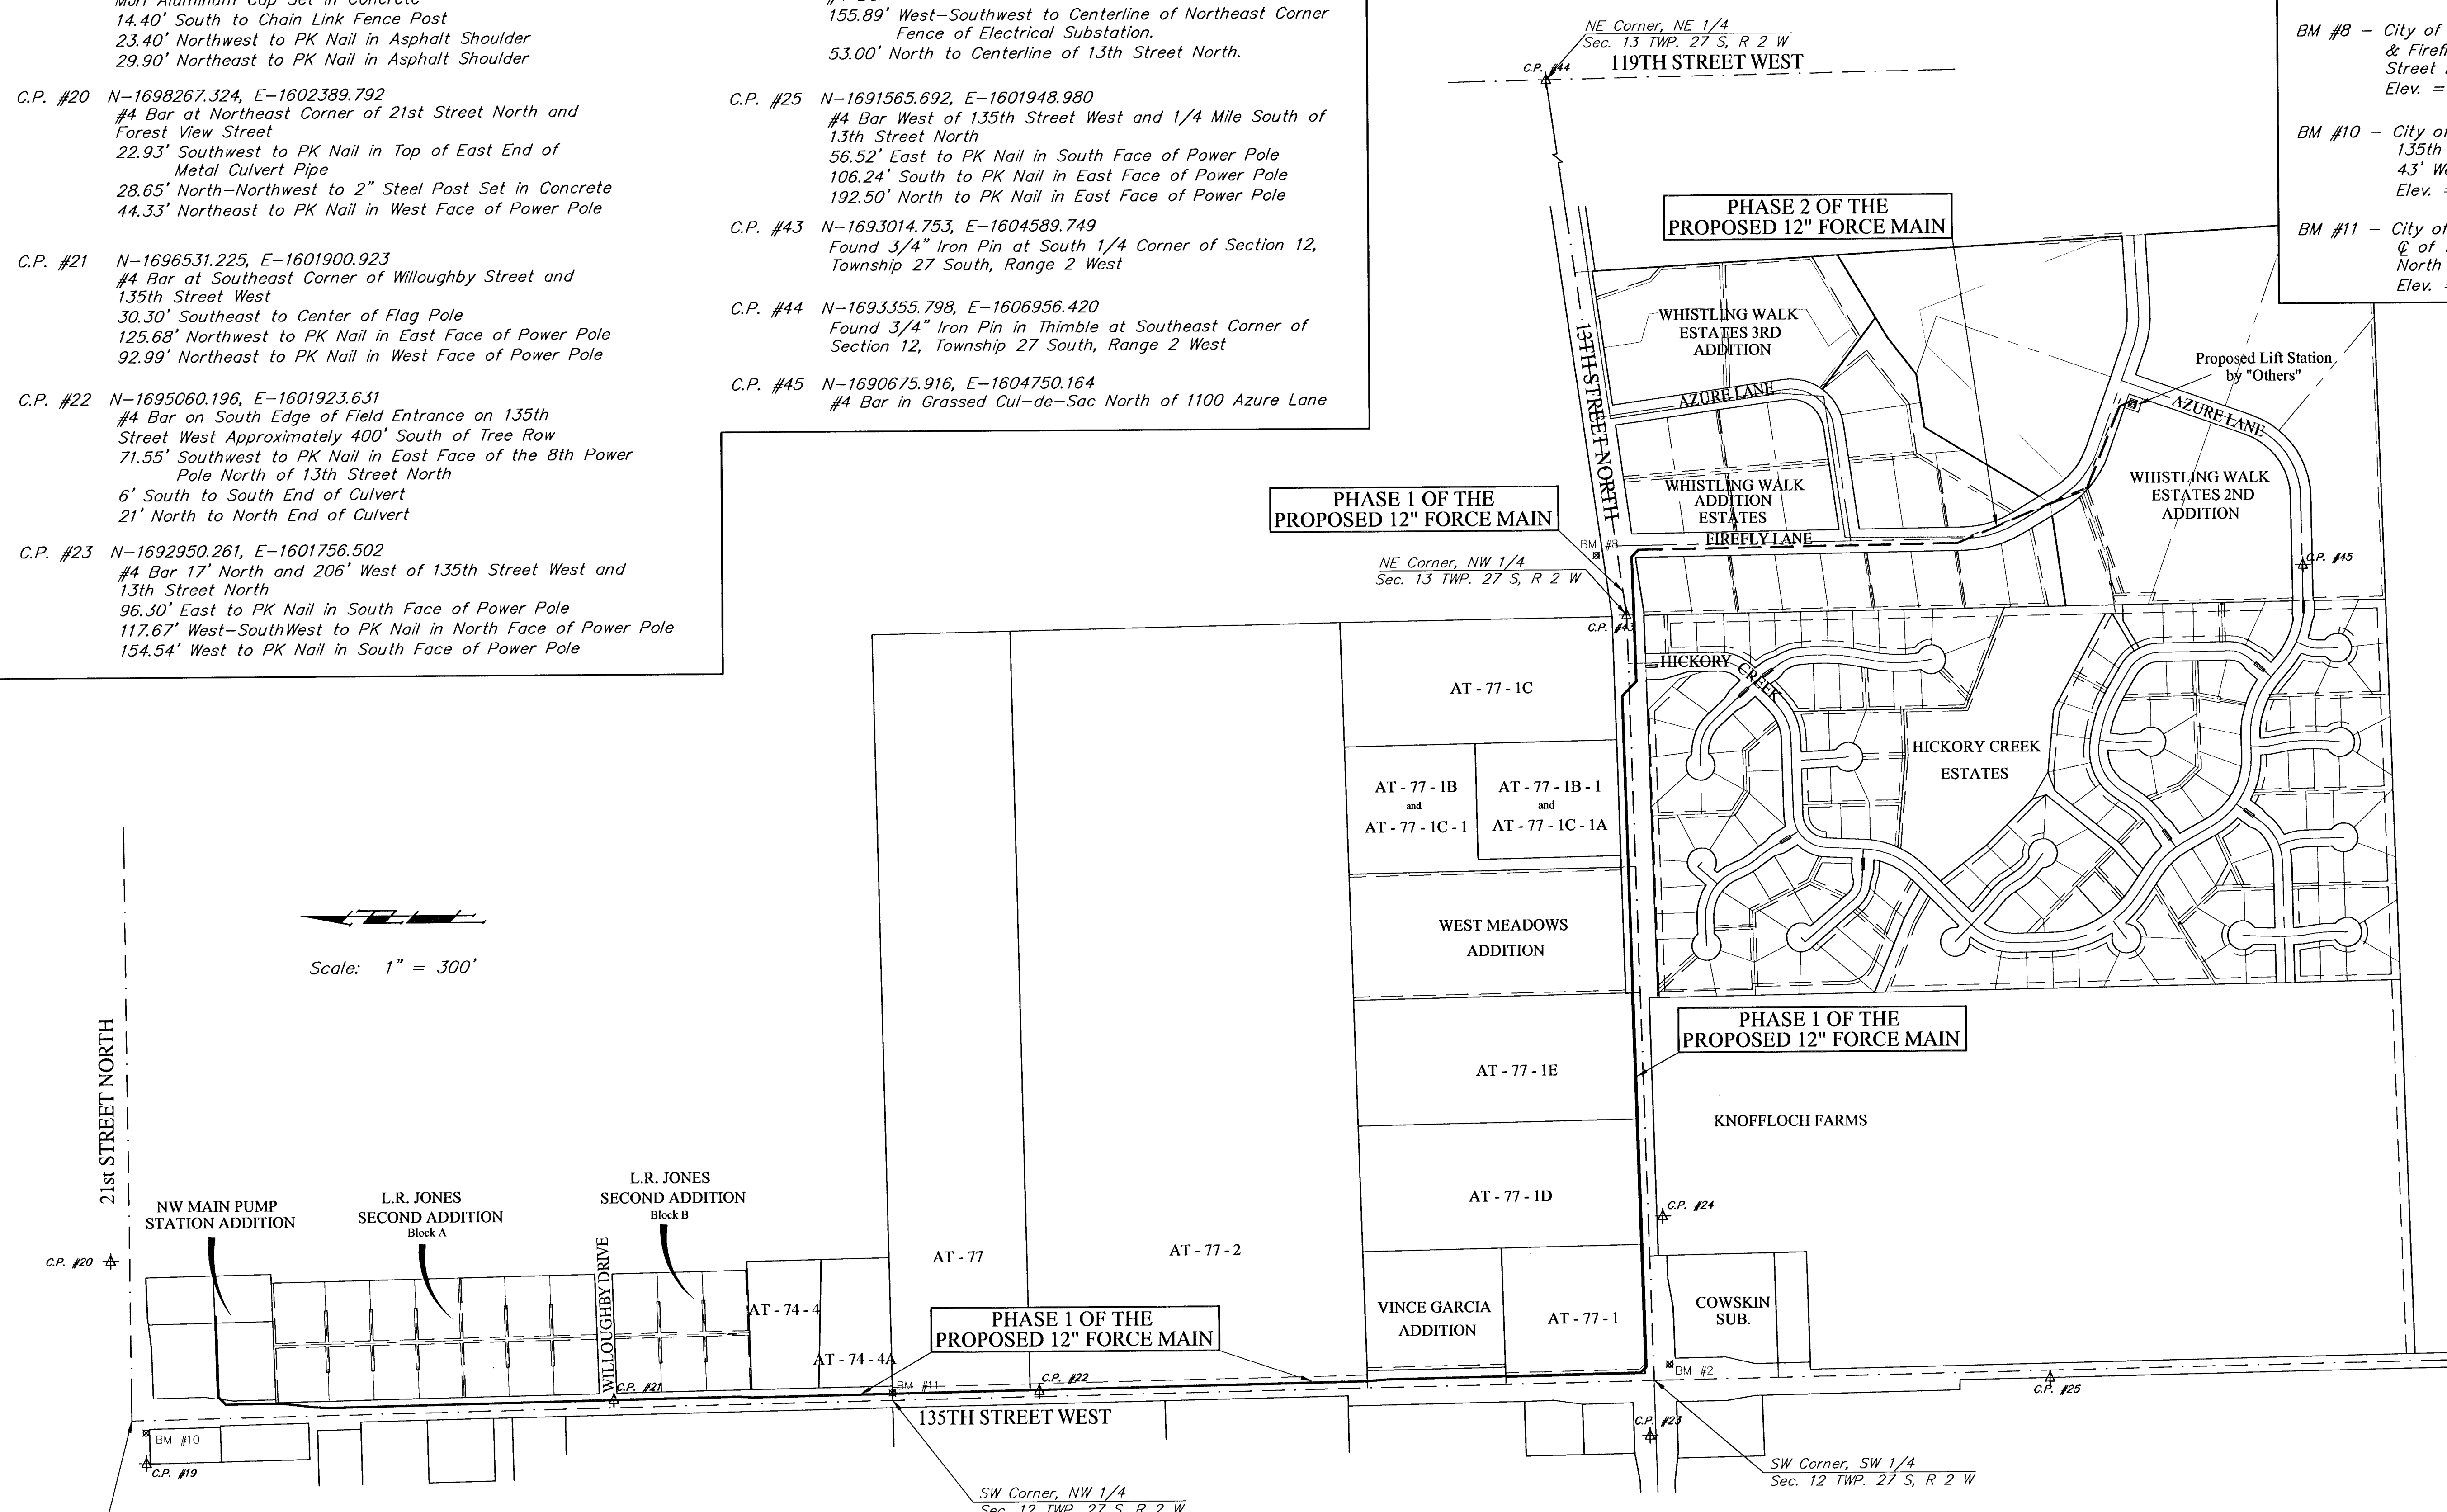 MJH Aluminum Cap Set in Concrete
14.40' South to Chain Link Fence Post
23.40' Northwest to PK Nail in Asphalt Shoulder
29.90' Northeast to PK Nail in Asphalt Shoulder
C.P. #20 N-1698267.324, E-1602389.792
#4 Bar at Northeast Corner of 21st Street North and
Forest View Street
22.93' Southwest to PK Nail in Top of East End of
Metal Culvert Pipe
28.65' North-Northwest to 2" Steel Post Set in Concrete
44.33' Northeast to PK Nail in West Face of Power Pole
C.P. #21 N-1696531.225, E-1601900.923
#4 Bar at Southeast Corner of Willoughby Street and
135th Street West
30.30' Southeast to Center of Flag Pole
125.68' Northwest to PK Nail in East Face of Power Pole
92.99' Northeast to PK Nail in West Face of Power Pole
C.P. #22 N-1695060.196, E-1601923.631
#4 Bar on South Edge of Field Entrance on 135th
Street West Approximately 400' South of Tree Row
71.55' Southwest to PK Nail in East Face of the 8th Power
Pole North of 13th Street North
6' South to South End of Culvert
21' North to North End of Culvert
C.P. #23 N-1692950.261, E-1601756.502
#4 Bar 17' North and 206' West of 135th Street West and
13th Street North
96.30' East to PK Nail in South Face of Power Pole
117.67' West-SouthWest to PK Nail in North Face of Power Pole
154.54' West to PK Nail in South Face of Power Pole
#4 Bar
155.89' West-Southwest to Centerline of Northeast Corner
Fence of Electrical Substation.
53.00' North to Centerline of 13th Street North.
C.P. #25 N-1691565.692, E-1601948.980
#4 Bar West of 135th Street West and 1/4 Mile South of
13th Street North
56.52' East to PK Nail in South Face of Power Pole
106.24' South to PK Nail in East Face of Power Pole
192.50' North to PK Nail in East Face of Power Pole
C.P. #43 N-1693014.753, E-1604589.749
Found 3/4" Iron Pin at South 1/4 Corner of Section 12,
Township 27 South, Range 2 West
C.P. #44 N-1693355.798, E-1606956.420
Found 3/4" Iron Pin in Thimble at Southeast Corner of
Section 12, Township 27 South, Range 2 West
C.P. #45 N-1690675.916, E-1604750.164
#4 Bar in Grassed Cul-de-Sac North of 1100 Azure Lane
NE Corner, NE 1/4
Sec. 13 TWP. 27 S, R 2 W
C.P. #44
119TH STREET WEST
BM #8 - City of
Street
Elev. =
BM #10 - City of
135th
43'
Elev. =
BM #11 - City of
℄ of
North
Elev. =
PHASE 2 OF THE
PROPOSED 12" FORCE MAIN
WHISTLING WALK
ESTATES 3RD
ADDITION
13TH STREET NORTH
Proposed Lift Station
by "Others"
AZURE LANE
AZURE LANE
WHISTLING WALK
ADDITION
ESTATES
WHISTLING WALK
ESTATES 2ND
ADDITION
PHASE 1 OF THE
PROPOSED 12" FORCE MAIN
FIREFLY LANE
BM #8
C.P. #45
NE Corner, NW 1/4
Sec. 13 TWP. 27 S, R 2 W
C.P. #43
HICKORY CREEK
AT - 77 - 1C
HICKORY CREEK
ESTATES
AT - 77 - 1B
and
AT - 77 - 1C - 1
AT - 77 - 1B - 1
and
AT - 77 - 1C - 1A
WEST MEADOWS
ADDITION
Scale: 1" = 300'
PHASE 1 OF THE
PROPOSED 12" FORCE MAIN
AT - 77 - 1E
KNOFFLOCH FARMS
21st STREET NORTH
AT - 77 - 1D
C.P. #24
NW MAIN PUMP
STATION ADDITION
L.R. JONES
SECOND ADDITION
Block A
L.R. JONES
SECOND ADDITION
Block B
C.P. #20
WILLOUGHBY DRIVE
AT - 77
AT - 77 - 2
AT - 74 - 4
PHASE 1 OF THE
PROPOSED 12" FORCE MAIN
VINCE GARCIA
ADDITION
AT - 77 - 1
COWSKIN
SUB.
AT - 74 - 4A
C.P. #21
BM #11
C.P. #22
BM #2
C.P. #25
135TH STREET WEST
C.P. #23
BM #10
C.P. #19
SW Corner, SW 1/4
Sec. 12 TWP. 27 S, R 2 W
SW Corner, NW 1/4
Sec. 12 TWP. 27 S, R 2 W